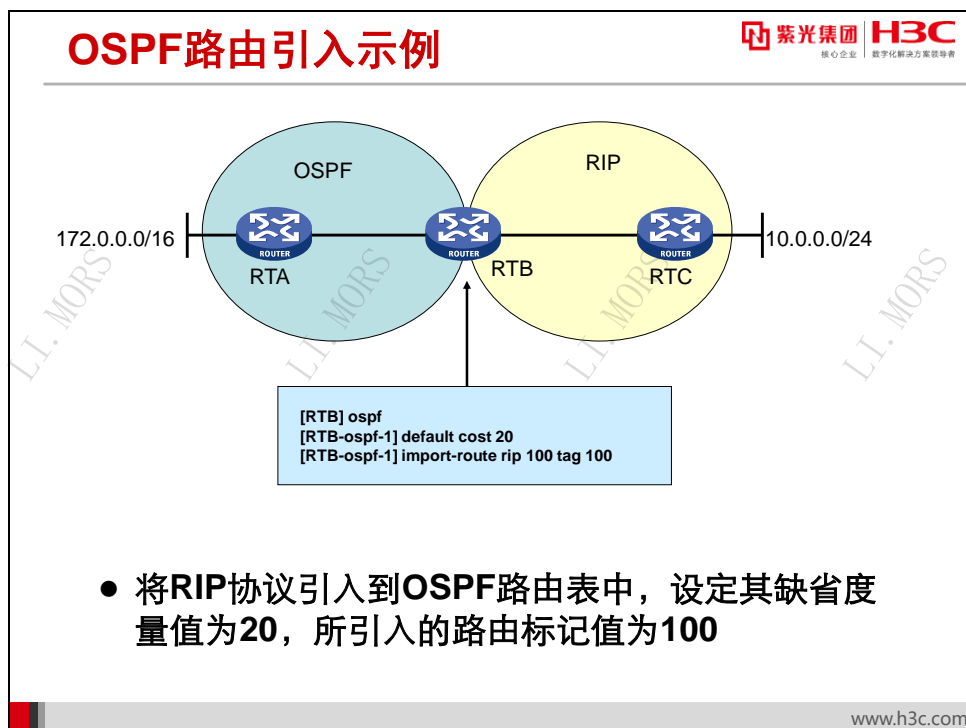 OSPF路由引入示例
紫光集团
核心企业
H3C
数字化解决方案领导者
OSPF
RIP
172.0.0.0/16
ROUTER
ROUTER
ROUTER
10.0.0.0/24
RTA
RTB
RTC
LI. MORS
LI. MORS
LI. MORS
LI. MORS
[RTB] ospf
[RTB-ospf-1] default cost 20
[RTB-ospf-1] import-route rip 100 tag 100
● 将RIP协议引入到OSPF路由表中，设定其缺省度
量值为20，所引入的路由标记值为100
www.h3c.com